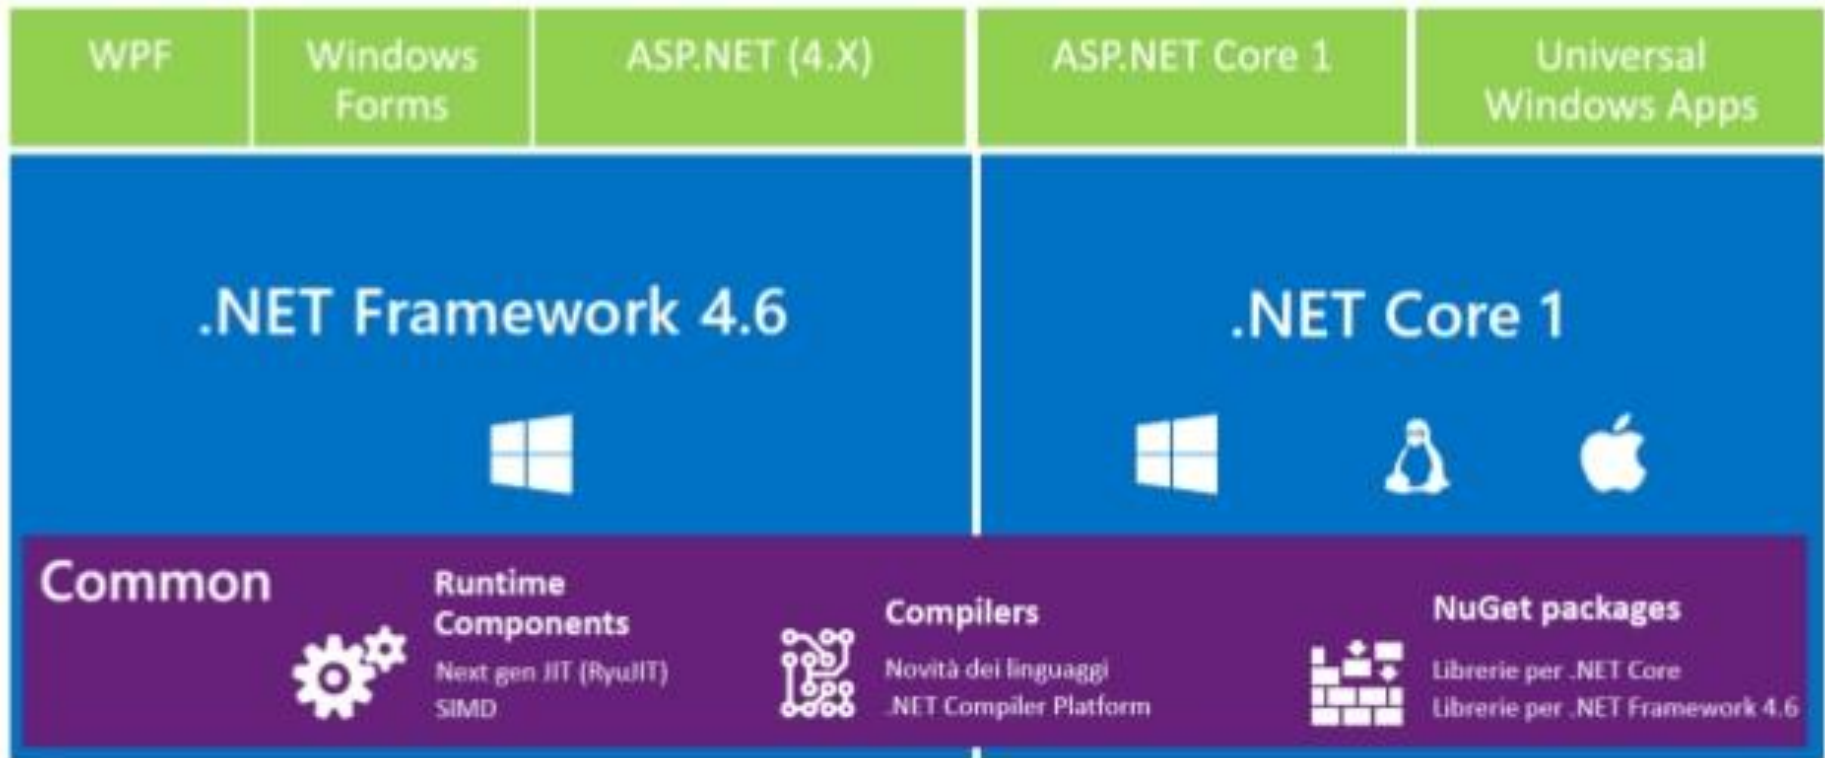 WPF
Windows
Forms
ASP.NET (4.X)
ASP.NET Core 1
Universal
Windows Apps
.NET Framework 4.6
.NET Core 1
Common
Runtime
Components
Next gen JIT (RyuJIT)
SIMD
Compilers
Novità dei linguaggi
.NET Compiler Platform
NuGet packages
Librerie per .NET Core
Librerie per .NET Framework 4.6